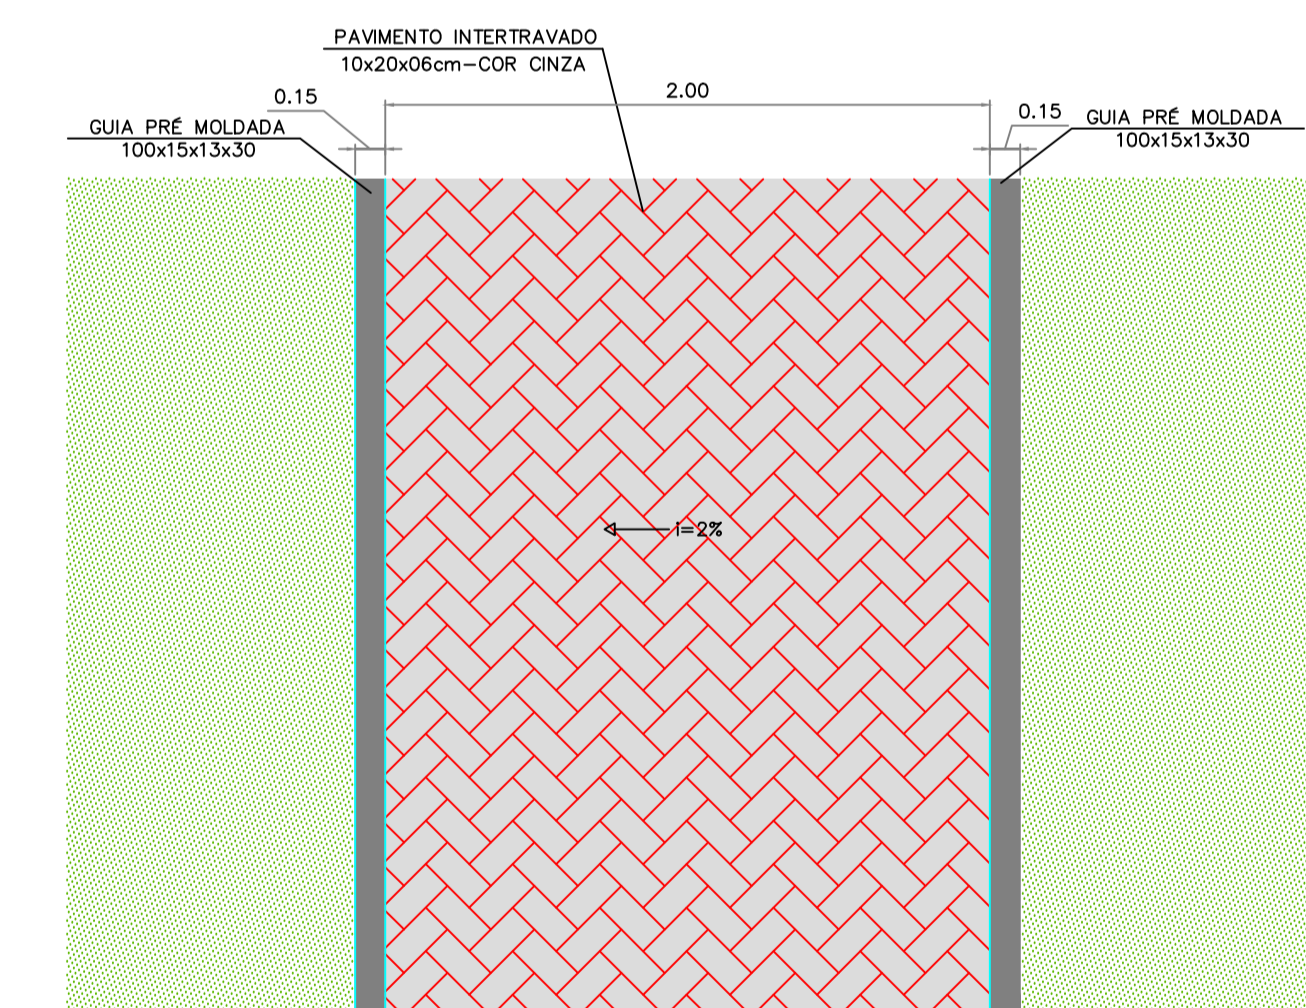 PAVIMENTO INTERTRAVADO
10x20x06cm-COR CINZA
2.00
0.15
GUIA PRÉ MOLDADA
100x15x13x30
0.15
GUIA PRÉ MOLDADA
100x15x13x30
i=2%